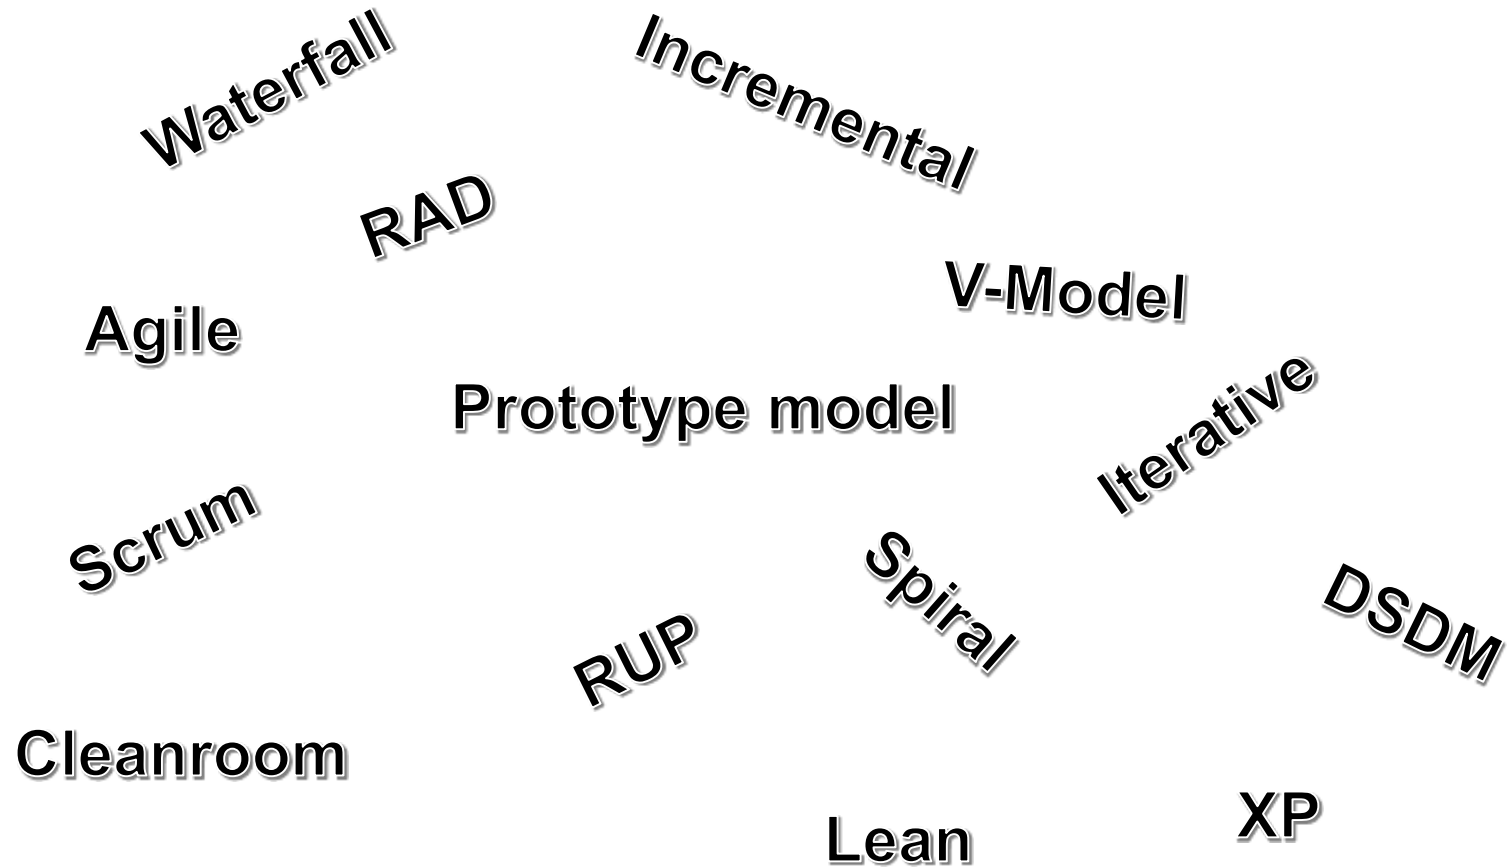 Waterfall
Incremental
RAD
V-Model
Agile
Prototype model
Iterative
Scrum
Spiral
DSDM
RUP
Cleanroom
XP
Lean